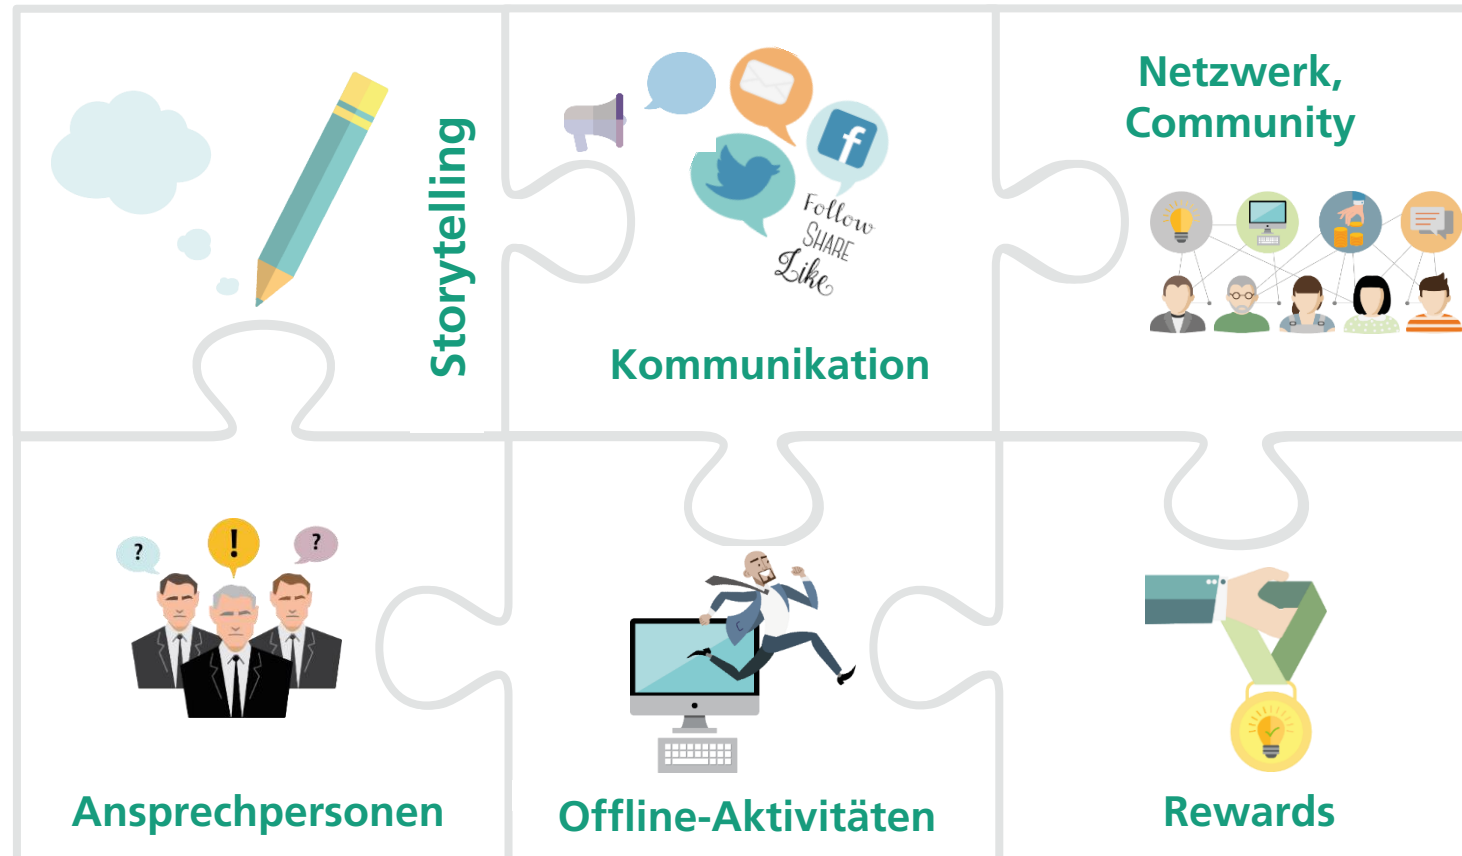 Storytelling
Follow
SHARE
Like
Kommunikation
Netzwerk,
Community
?
!
?
Ansprechpersonen
Offline-Aktivitäten
Rewards